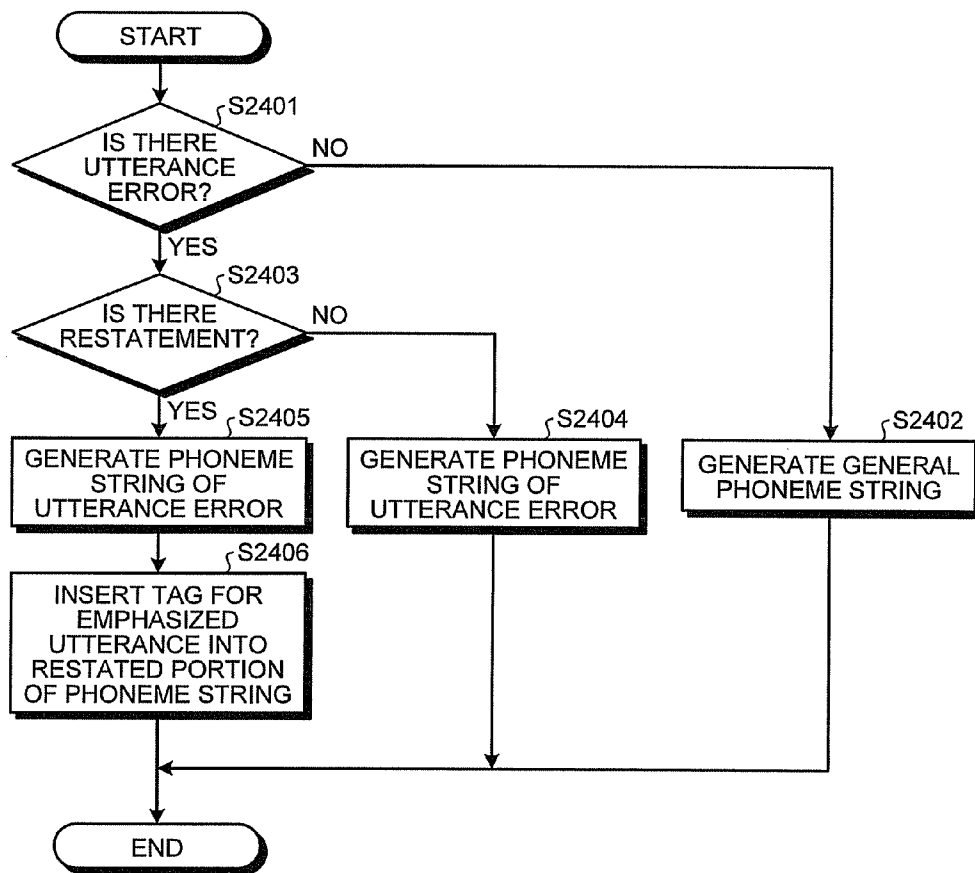 START
S2401
IS THERE
UTTERANCE
ERROR?
NO
YES
S2403
IS THERE
RESTATEMENT?
NO
YES
S2405
GENERATE PHONEME
STRING OF
UTTERANCE ERROR
S2404
GENERATE PHONEME
STRING OF
UTTERANCE ERROR
S2402
GENERATE GENERAL
PHONEME STRING
S2406
INSERT TAG FOR
EMPHASIZED
UTTERANCE INTO
RESTATED PORTION
OF PHONEME STRING
END